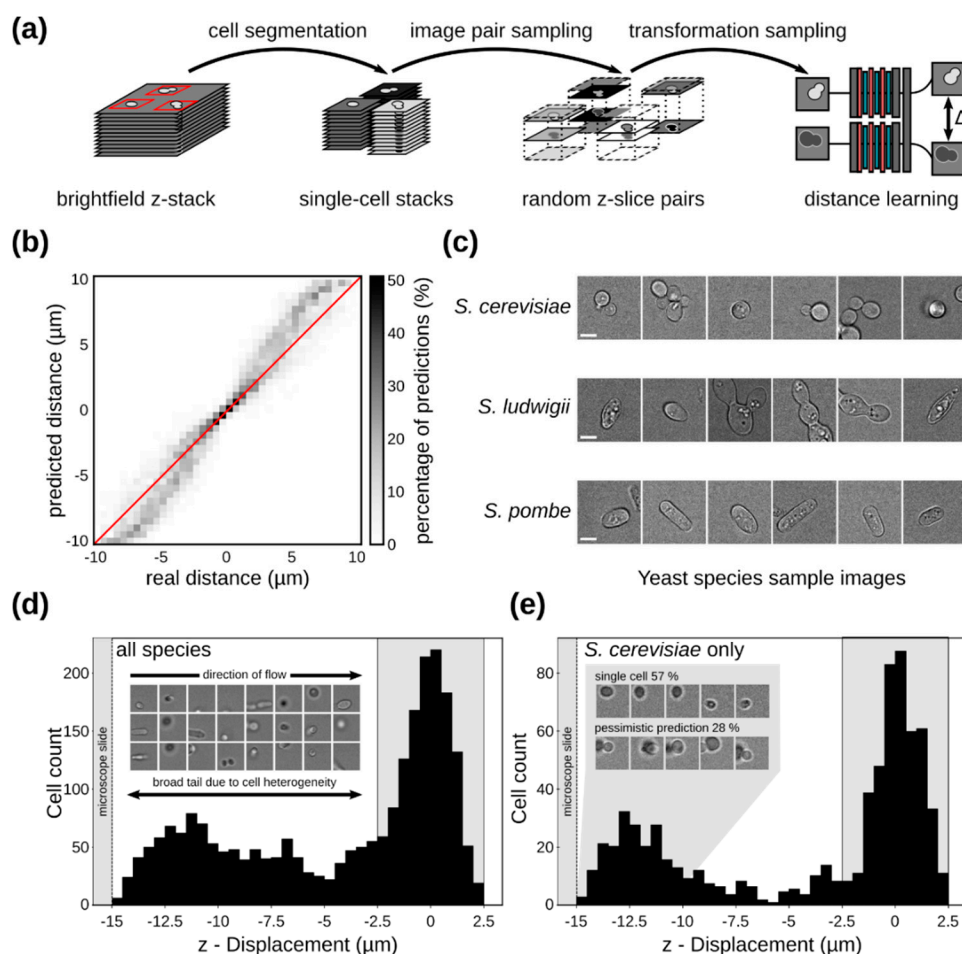 (a)
cell segmentation image pair sampling transformation sampling
brightfield z-stack single-cell stacks random z-slice pairs distance learning
(b)
10
5
0
-5
-10
predicted distance (µm)
-10 -5 0 5 10
real distance (µm)
50
40
30
20
10
0
percentage of predictions (%)
(c)
S. cerevisiae
S. ludwigii
S. pombe
Yeast species sample images
(d)
all species
direction of flow
broad tail due to cell heterogeneity
microscope slide
200
150
100
50
0
Cell count
-15 -12.5 -10 -7.5 -5 -2.5 0 2.5
z - Displacement (µm)
(e)
S. cerevisiae only
single cell 57 %
pessimistic prediction 28 %
microscope slide
80
60
40
20
0
Cell count
-15 -12.5 -10 -7.5 -5 -2.5 0 2.5
z - Displacement (µm)